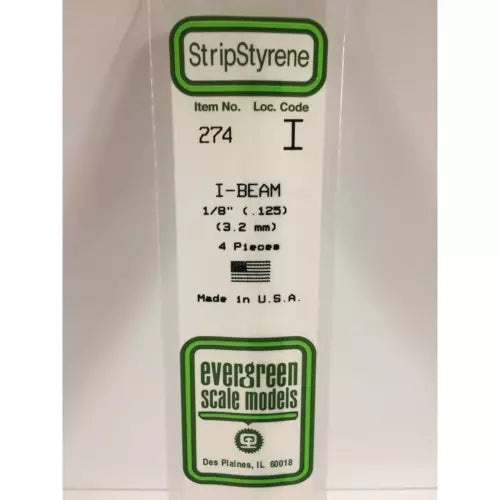 StripStyrene
Item No. Loc. Code
274 I
I-BEAM
1/8" (.125)
(3.2 mm)
4 Pieces
Made in U.S.A.
evergreen
scale models
Des Plaines, IL 60018